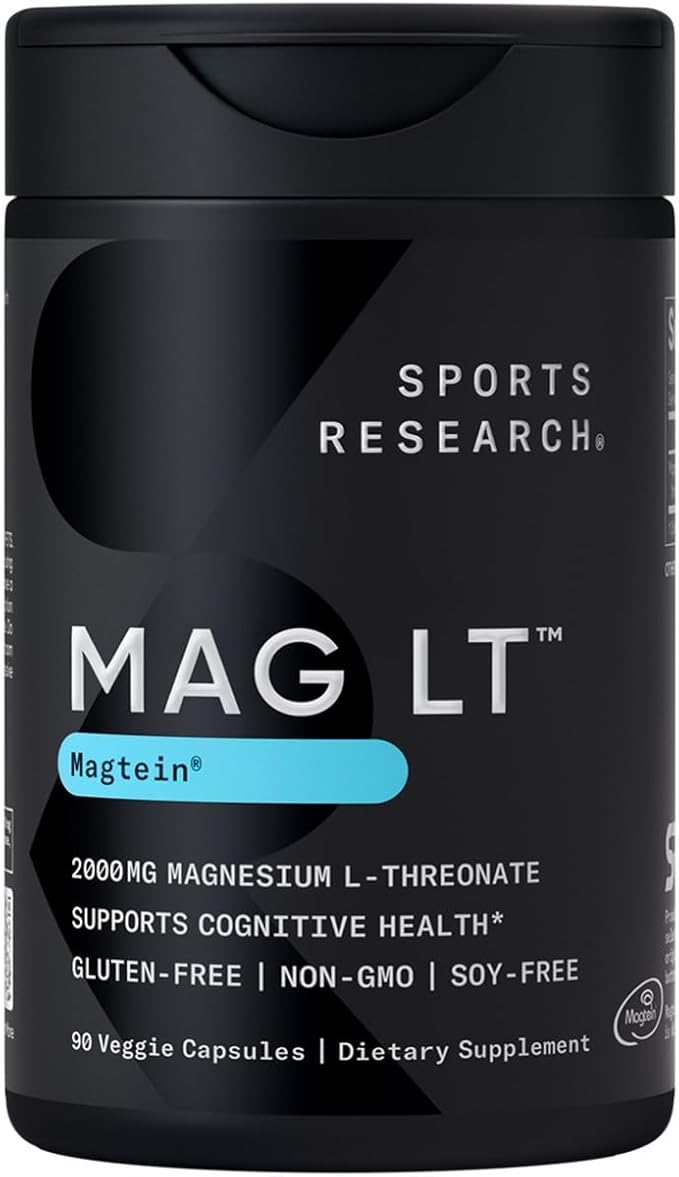 SPORTS
RESEARCH®
MAG LT™
Magtein®
2000MG MAGNESIUM L-THREONATE
SUPPORTS COGNITIVE HEALTH*
GLUTEN-FREE | NON-GMO | SOY-FREE
90 Veggie Capsules | Dietary Supplement
Magtein